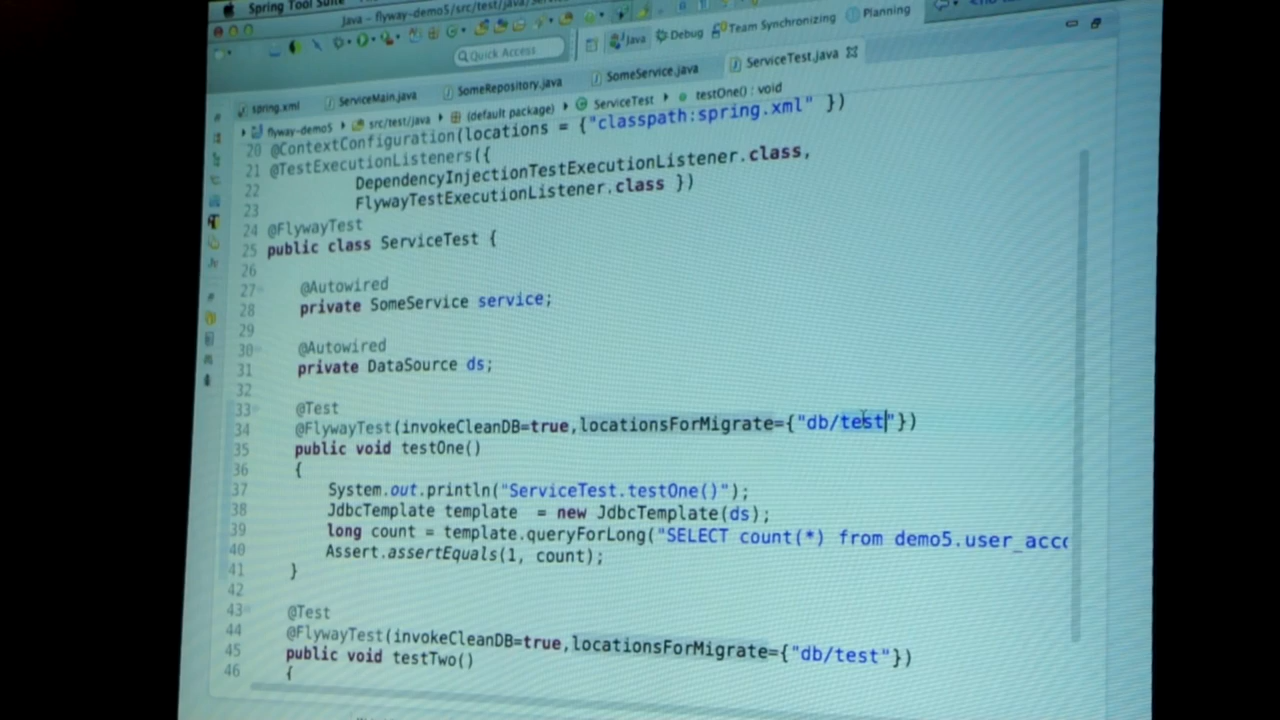 Spring Tool Suite
Java - flyway-demo5/src/test/java/
Quick Access
Java
Debug
Team Synchronizing
Planning
spring.xml
ServiceMain.java
SomeRepository.java
SomeService.java
ServiceTest.java
flyway-demo5
src/test/java
(default package)
ServiceTest
testOne() : void
20 @ContextConfiguration(locations = {"classpath:spring.xml" })
21 @TestExecutionListeners({
22 DependencyInjectionTestExecutionListener.class,
23 FlywayTestExecutionListener.class })
24 @FlywayTest
25 public class ServiceTest {
26
27 @Autowired
28 private SomeService service;
29
30 @Autowired
31 private DataSource ds;
32
33 @Test
34 @FlywayTest(invokeCleanDB=true,locationsForMigrate={"db/test"})
35 public void testOne()
36 {
37 System.out.println("ServiceTest.testOne()");
38 JdbcTemplate template = new JdbcTemplate(ds);
39 long count = template.queryForLong("SELECT count(*) from demo5.user_acc
40 Assert.assertEquals(1, count);
41 }
42
43 @Test
44 @FlywayTest(invokeCleanDB=true,locationsForMigrate={"db/test"})
45 public void testTwo()
46 {